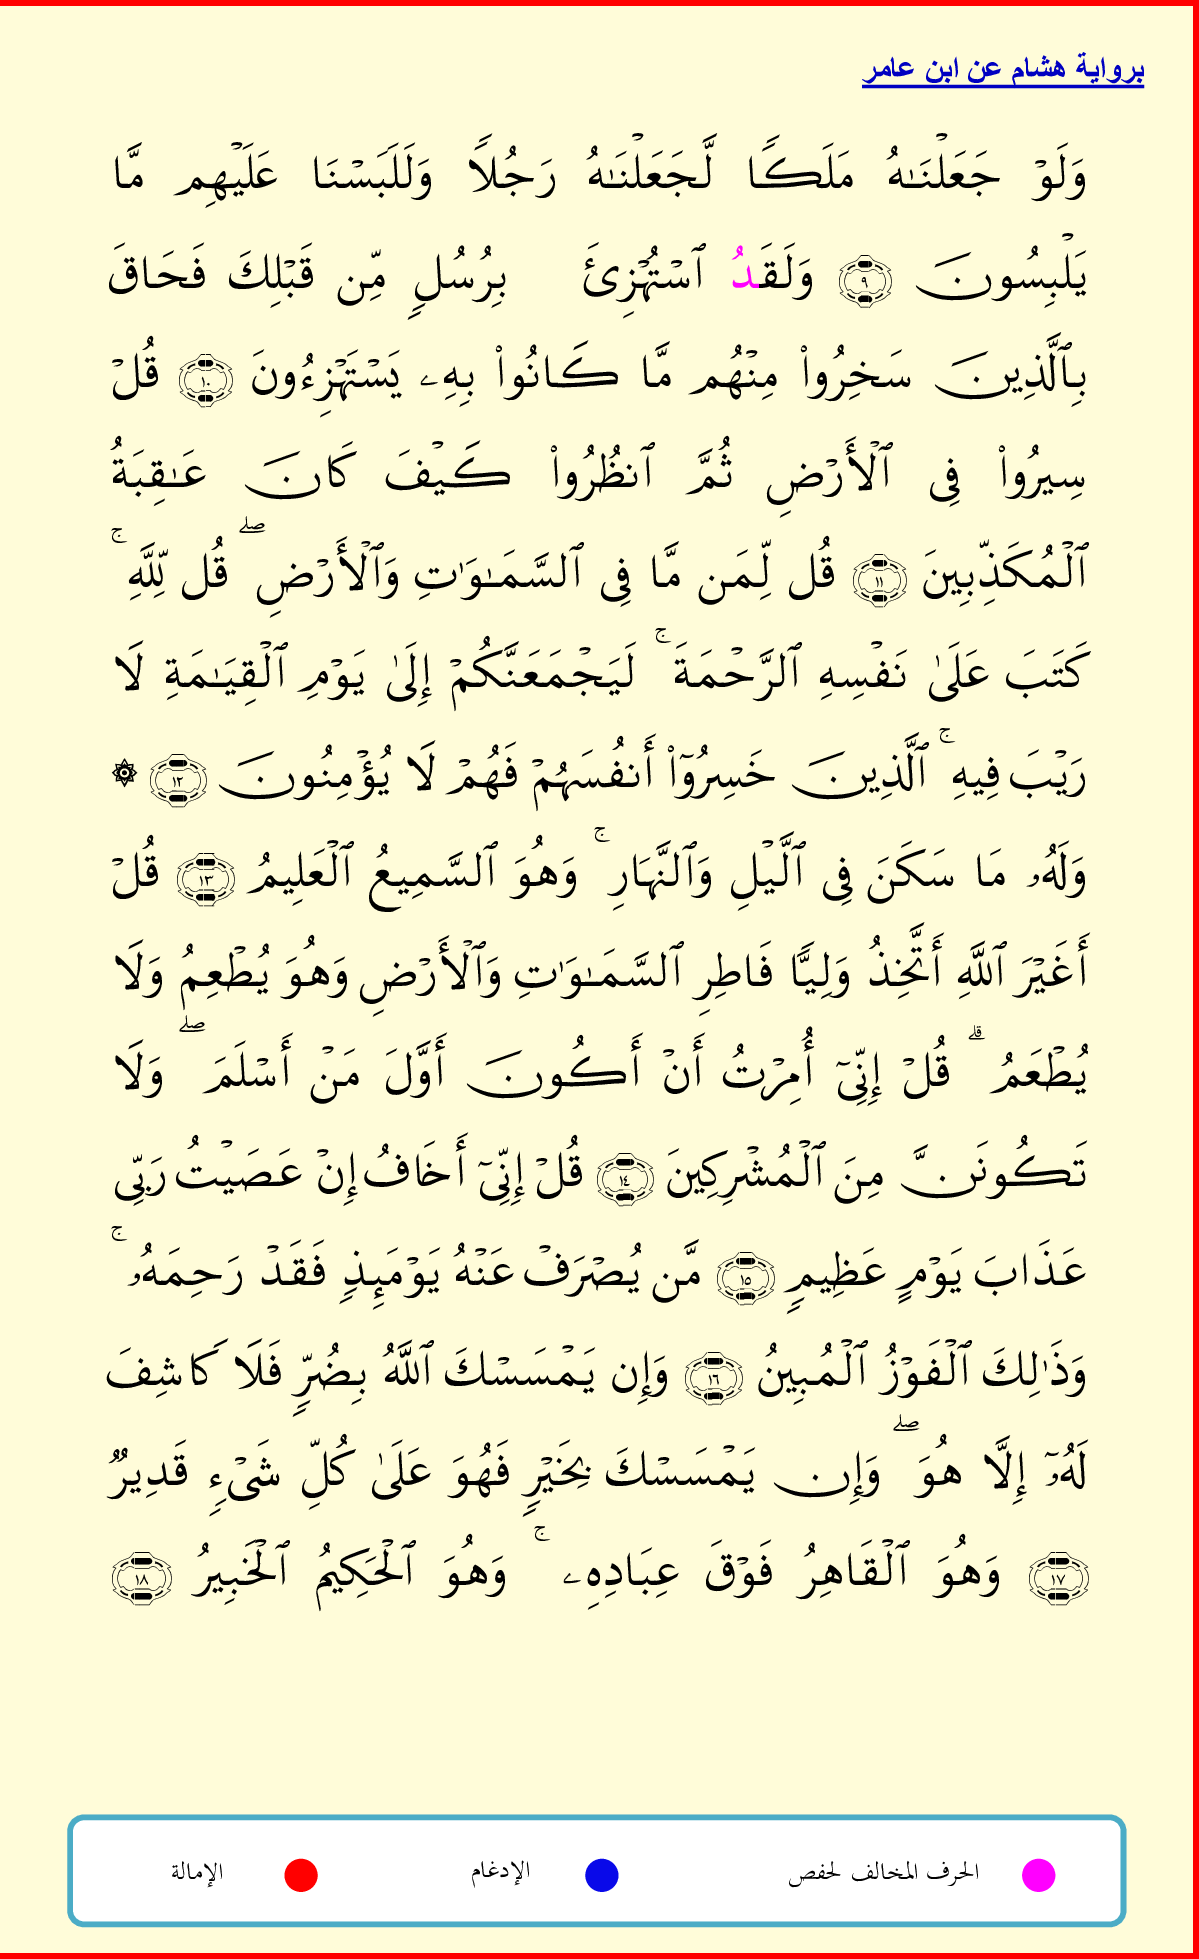 برواية هشام عن ابن عامر
وَلَوۡ جَعَلۡنَٰهُ مَلَكٗا لَّجَعَلۡنَٰهُ رَجُلٗا وَلَلَبَسۡنَا عَلَيۡهِم مَّا
يَلۡبِسُونَ ٩ وَلَقَدُ ٱسۡتُهۡزِئَ بِرُسُلٖ مِّن قَبۡلِكَ فَحَاقَ
بِٱلَّذِينَ سَخِرُواْ مِنۡهُم مَّا كَانُواْ بِهِۦ يَسۡتَهۡزِءُونَ ١٠ قُلۡ
سِيرُواْ فِي ٱلۡأَرۡضِ ثُمَّ ٱنظُرُواْ كَيۡفَ كَانَ عَٰقِبَةُ
ٱلۡمُكَذِّبِينَ ١١ قُل لِّمَن مَّا فِي ٱلسَّمَٰوَٰتِ وَٱلۡأَرۡضِۖ قُل لِّلَّهِۚ
كَتَبَ عَلَىٰ نَفۡسِهِ ٱلرَّحۡمَةَۚ لَيَجۡمَعَنَّكُمۡ إِلَىٰ يَوۡمِ ٱلۡقِيَٰمَةِ لَا
رَيۡبَ فِيهِۚ ٱلَّذِينَ خَسِرُوٓاْ أَنفُسَهُمۡ فَهُمۡ لَا يُؤۡمِنُونَ ١٢ ۞
وَلَهُۥ مَا سَكَنَ فِي ٱلَّيۡلِ وَٱلنَّهَارِۚ وَهُوَ ٱلسَّمِيعُ ٱلۡعَلِيمُ ١٣ قُلۡ
أَغَيۡرَ ٱللَّهِ أَتَّخِذُ وَلِيّٗا فَاطِرِ ٱلسَّمَٰوَٰتِ وَٱلۡأَرۡضِ وَهُوَ يُطۡعِمُ وَلَا
يُطۡعَمُۗ قُلۡ إِنِّيٓ أُمِرۡتُ أَنۡ أَكُونَ أَوَّلَ مَنۡ أَسۡلَمَۖ وَلَا
تَكُونَنَّ مِنَ ٱلۡمُشۡرِكِينَ ١٤ قُلۡ إِنِّيٓ أَخَافُ إِنۡ عَصَيۡتُ رَبِّي
عَذَابَ يَوۡمٍ عَظِيمٖ ١٥ مَّن يُصۡرَفۡ عَنۡهُ يَوۡمَئِذٖ فَقَدۡ رَحِمَهُۥۚ
وَذَٰلِكَ ٱلۡفَوۡزُ ٱلۡمُبِينُ ١٦ وَإِن يَمۡسَسۡكَ ٱللَّهُ بِضُرّٖ فَلَا كَاشِفَ
لَهُۥٓ إِلَّا هُوَۖ وَإِن يَمۡسَسۡكَ بِخَيۡرٖ فَهُوَ عَلَىٰ كُلِّ شَيۡءٖ قَدِيرٞ
١٧ وَهُوَ ٱلۡقَاهِرُ فَوۡقَ عِبَادِهِۦۚ وَهُوَ ٱلۡحَكِيمُ ٱلۡخَبِيرُ ١٨
الحرف المخالف لحفص الإدغام الإمالة